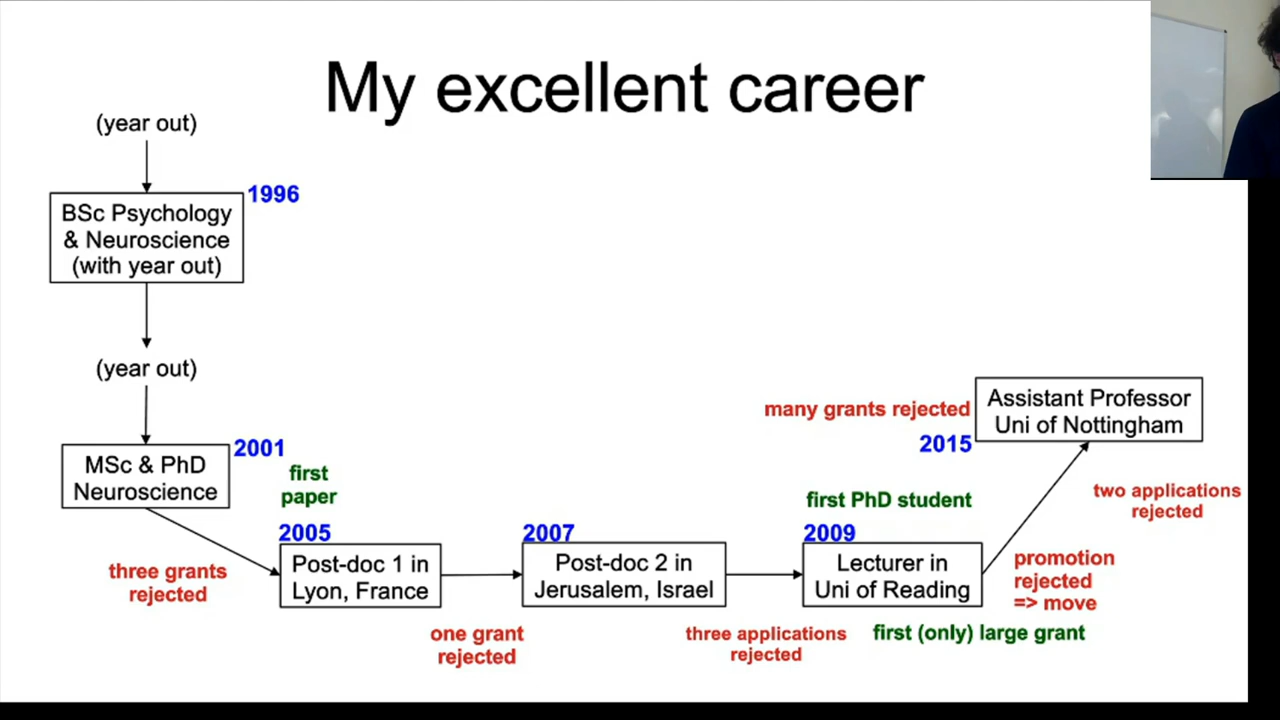 My excellent career
(year out)
1996
BSc Psychology
& Neuroscience
(with year out)
(year out)
2001
MSc & PhD
Neuroscience
three grants
rejected
first
paper
2005
Post-doc 1 in
Lyon, France
one grant
rejected
2007
Post-doc 2 in
Jerusalem, Israel
three applications
rejected
first PhD student
2009
Lecturer in
Uni of Reading
first (only) large grant
promotion
rejected
=> move
two applications
rejected
many grants rejected
2015
Assistant Professor
Uni of Nottingham